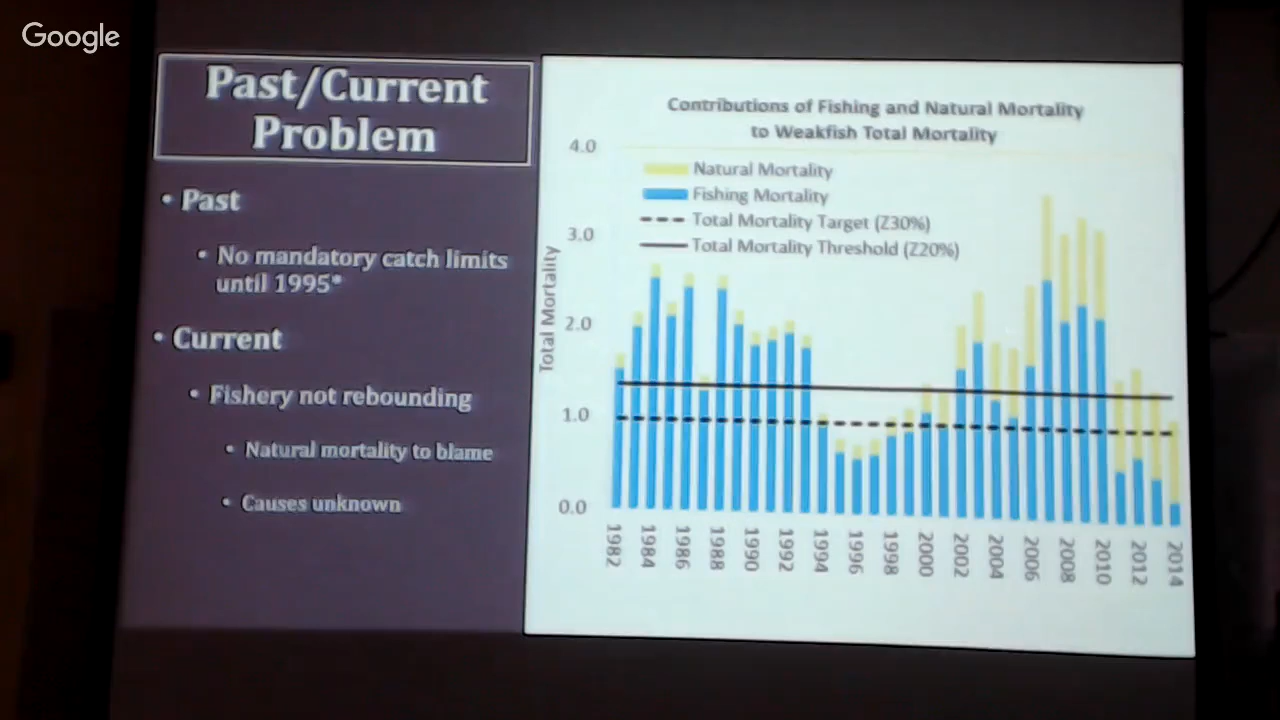 Google
Past/Current
Problem
• Past
• No mandatory catch limits
until 1995*
• Current
• Fishery not rebounding
• Natural mortality to blame
• Causes unknown
Contributions of Fishing and Natural Mortality
to Weakfish Total Mortality
Natural Mortality
Fishing Mortality
Total Mortality Target (Z30%)
Total Mortality Threshold (Z20%)
Total Mortality
4.0
3.0
2.0
1.0
0.0
1982
1984
1986
1988
1990
1992
1994
1996
1998
2000
2002
2004
2006
2008
2010
2012
2014